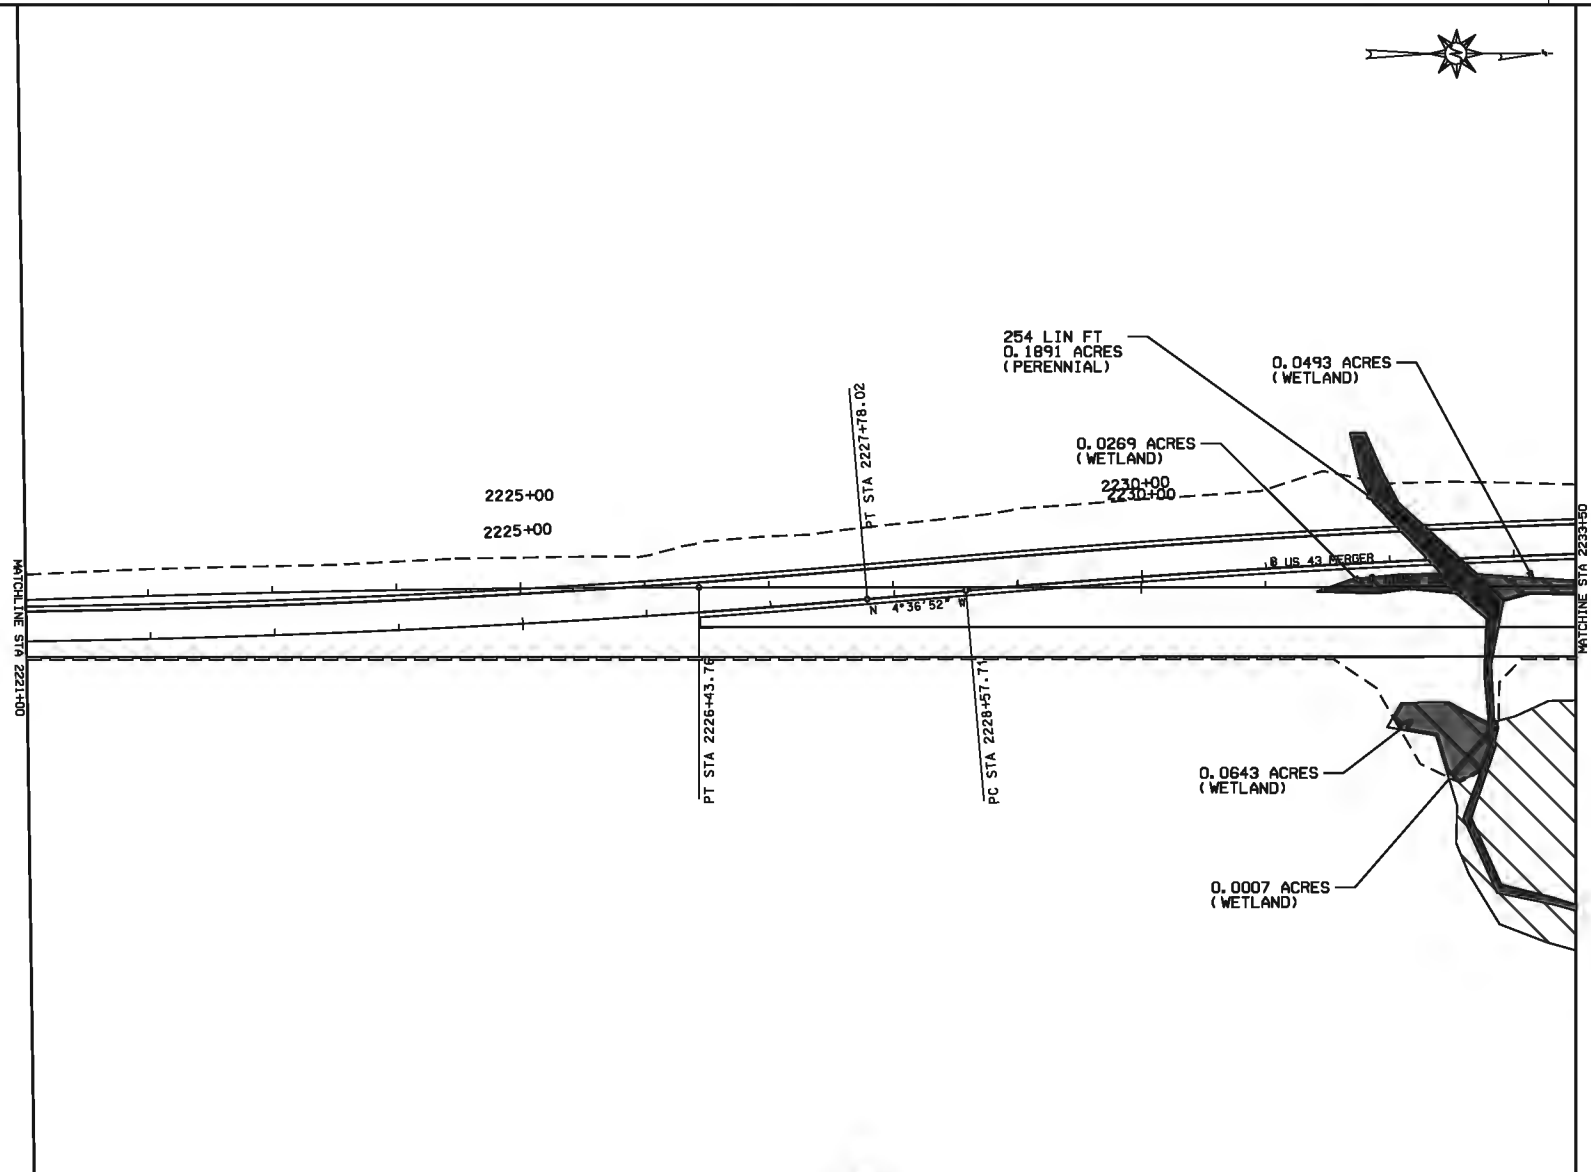 N
254 LIN FT
0.1891 ACRES
(PERENNIAL)
0.0493 ACRES
(WETLAND)
0.0269 ACRES
(WETLAND)
2230+00
2230+00
2225+00
2225+00
PT STA 2227+78.02
MATCHLINE STA 2221+00
MATCHLINE STA 2233+50
US 43 MERGER
N 4°36'52" W
PT STA 2226+43.76
PC STA 2228+57.71
0.0643 ACRES
(WETLAND)
0.0007 ACRES
(WETLAND)